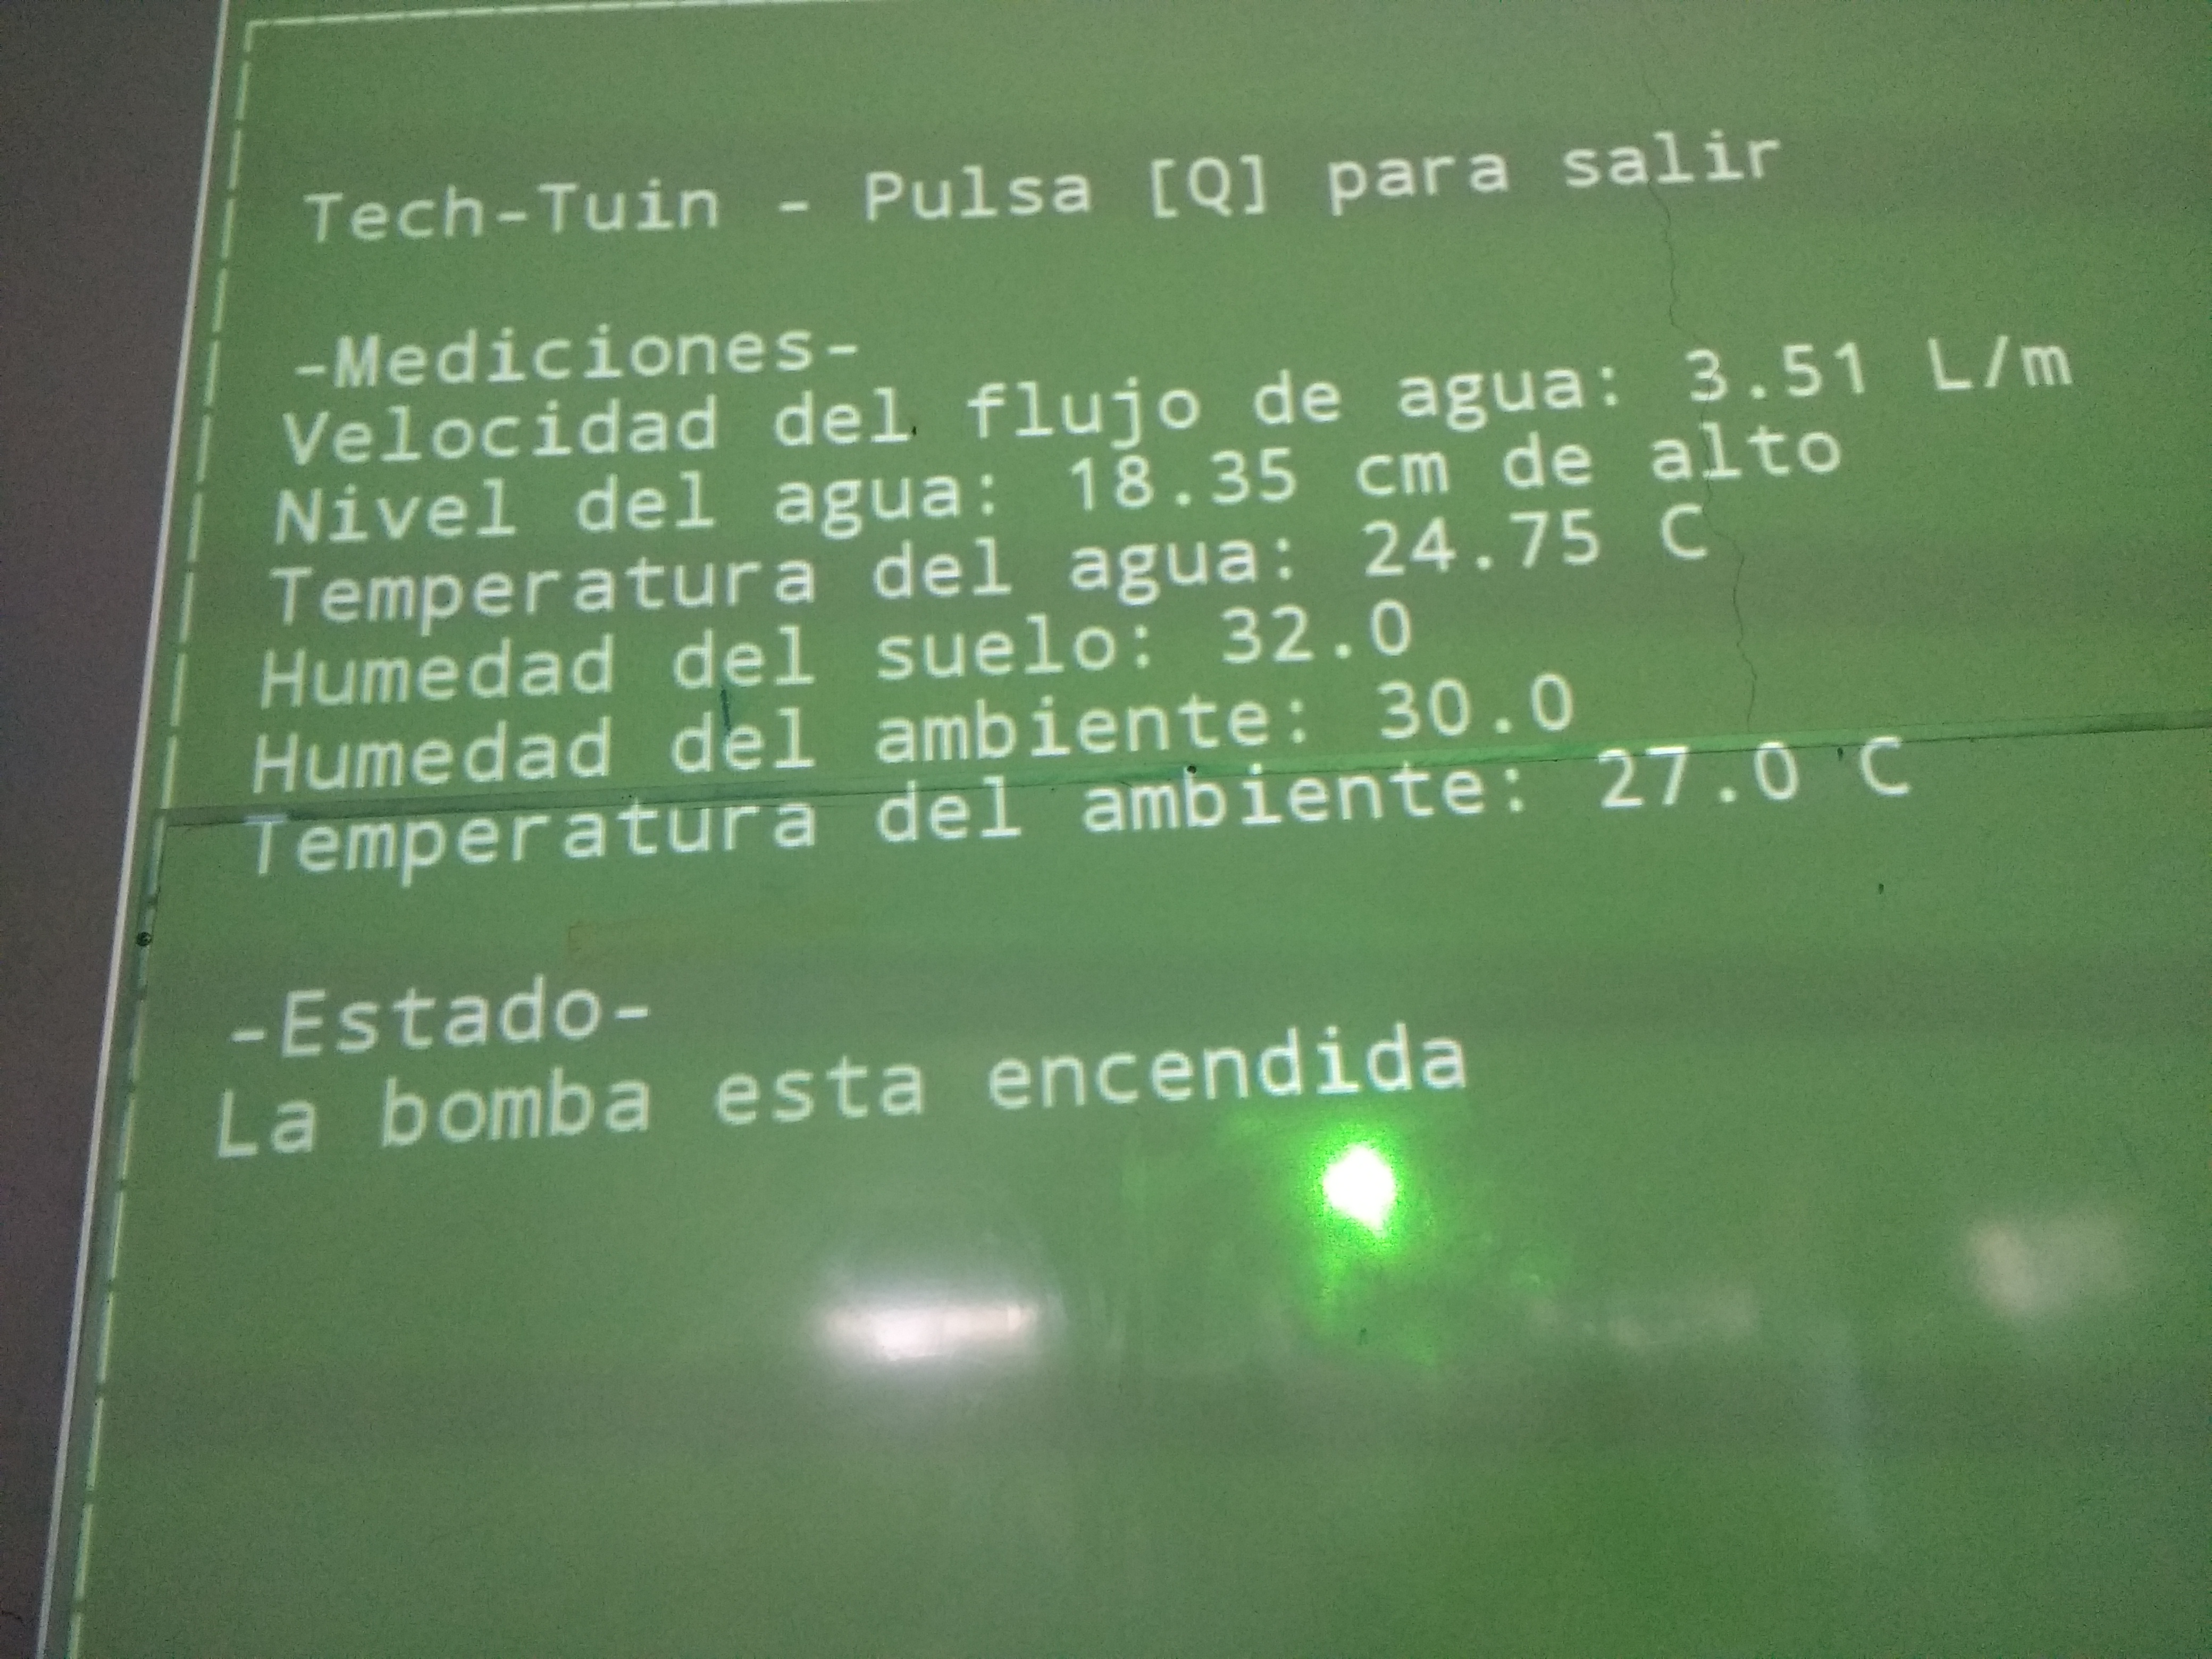 Tech-Tuin - Pulsa [Q] para salir
-Mediciones-
Velocidad del flujo de agua: 3.51 L/m
Nivel del agua: 18.35 cm de alto
Temperatura del agua: 24.75 C
Humedad del suelo: 32.0
Humedad del ambiente: 30.0
Temperatura del ambiente: 27.0 C
-Estado-
La bomba esta encendida